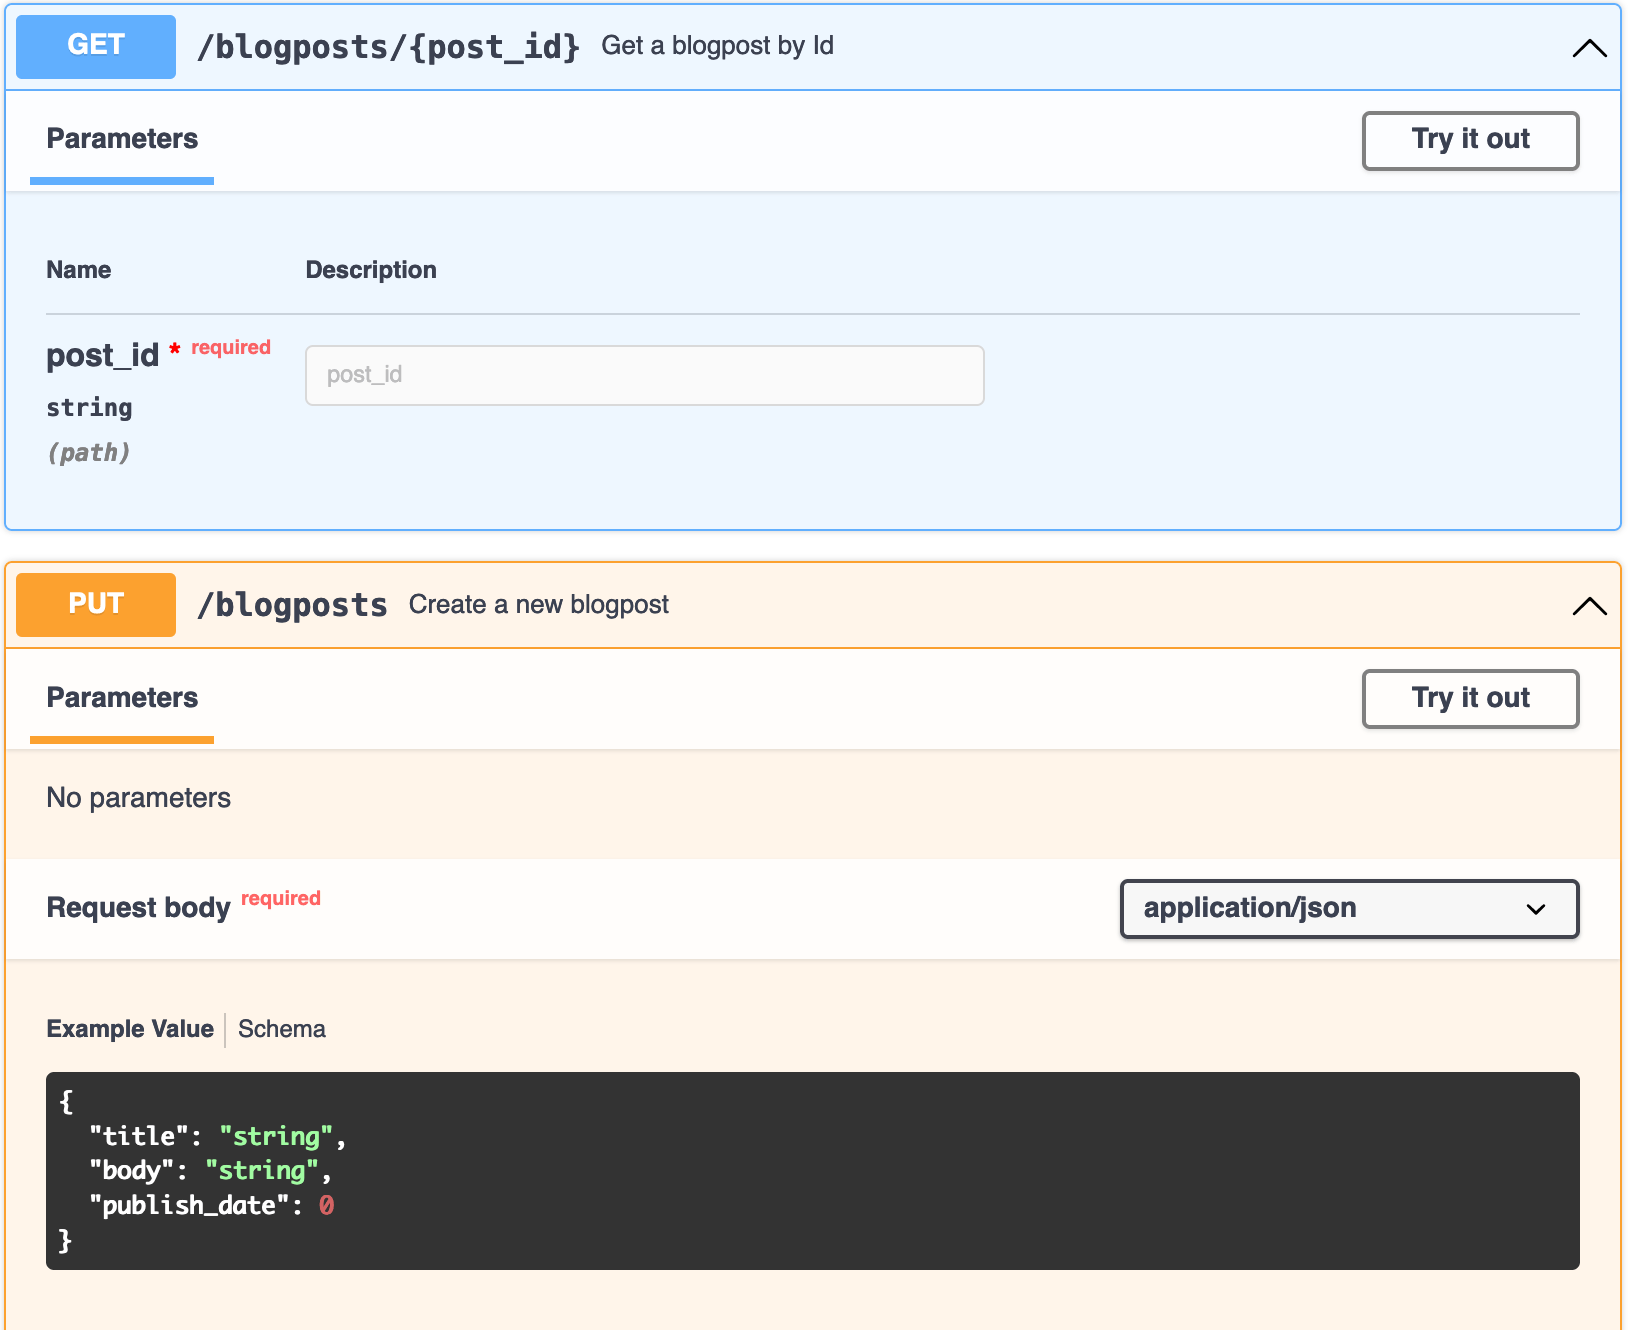 GET /blogposts/{post_id} Get a blogpost by Id
Parameters
Try it out
Name Description
post_id * required
post_id
string
(path)
PUT /blogposts Create a new blogpost
Parameters
Try it out
No parameters
Request body required
application/json
Example Value Schema
{
  "title": "string",
  "body": "string",
  "publish_date": 0
}